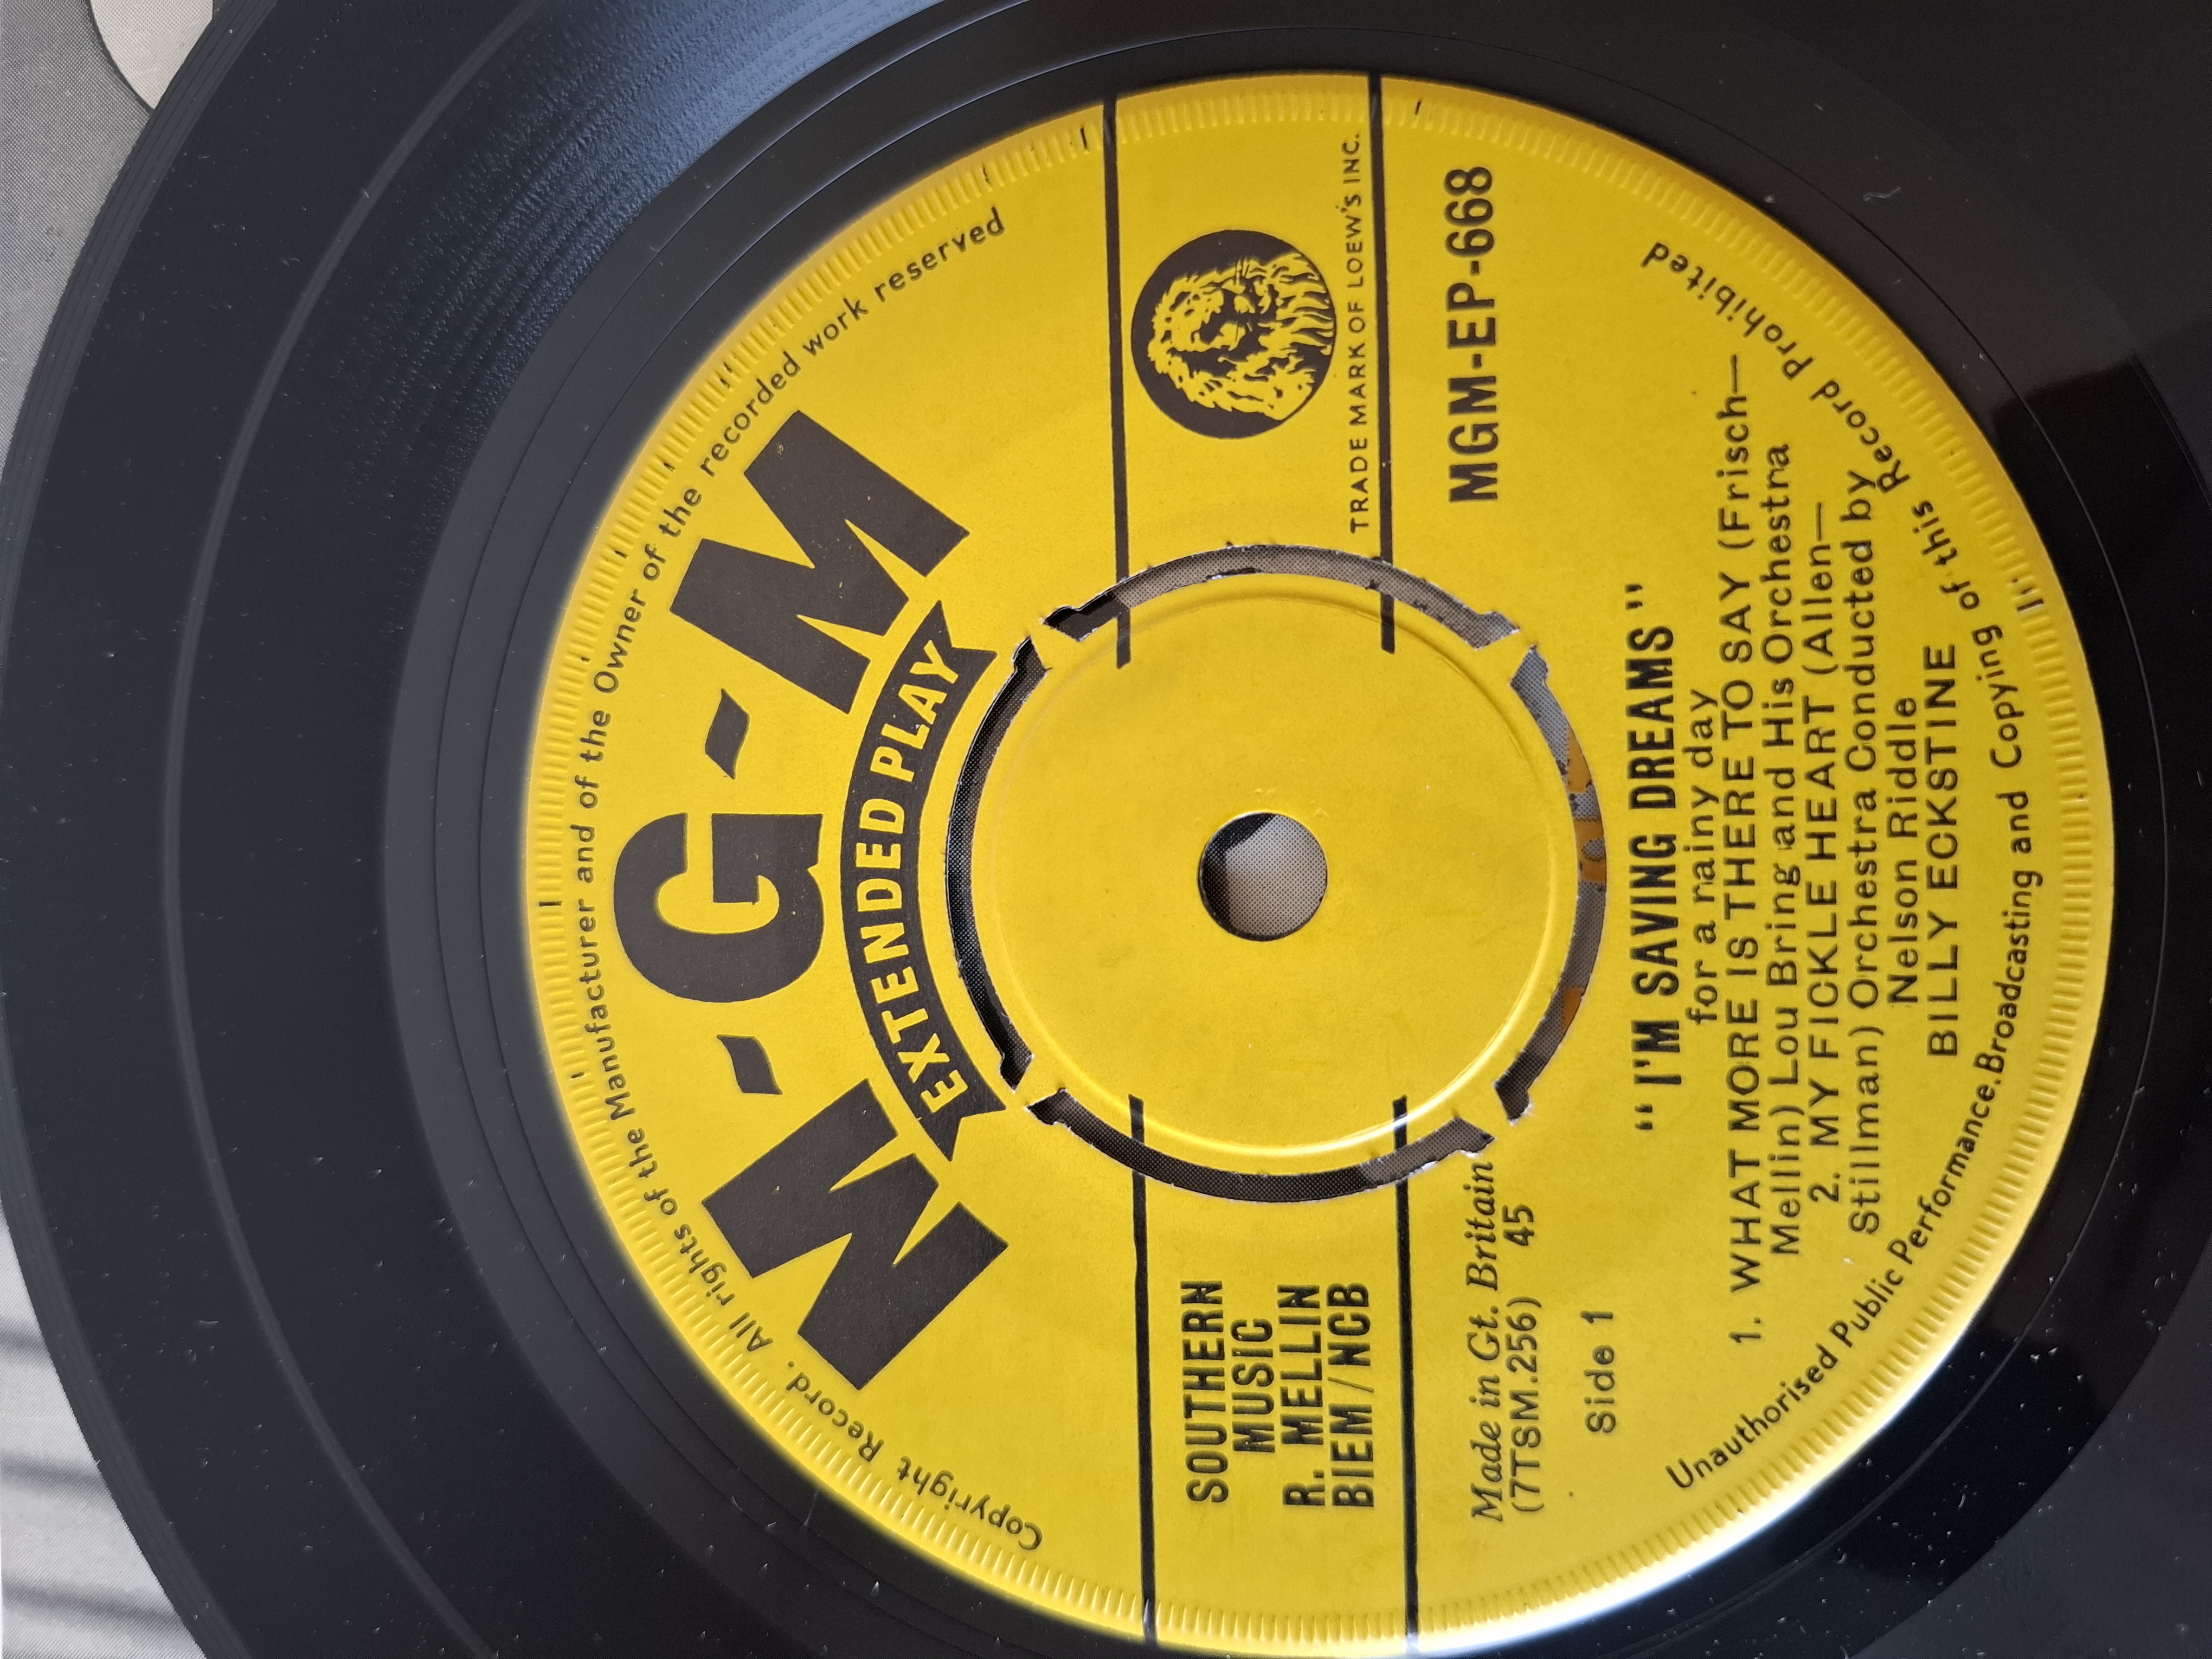 Copyright Record. All rights of the Manufacturer and of the Owner of the recorded work reserved
M-G-M
EXTENDED PLAY
SOUTHERN
MUSIC
R. MELLIN
BIEM/NCB
TRADE MARK OF LOEW'S INC.
Made in Gt. Britain
(7TSM.256) 45
MGM-EP-668
Side 1
“I'M SAVING DREAMS”
for a rainy day
1. WHAT MORE IS THERE TO SAY (Frisch—
Mellin) Lou Bring and His Orchestra
2. MY FICKLE HEART (Allen—
Stillman) Orchestra Conducted by
Nelson Riddle
BILLY ECKSTINE
Unauthorised Public Performance.Broadcasting and Copying of this Record Prohibited